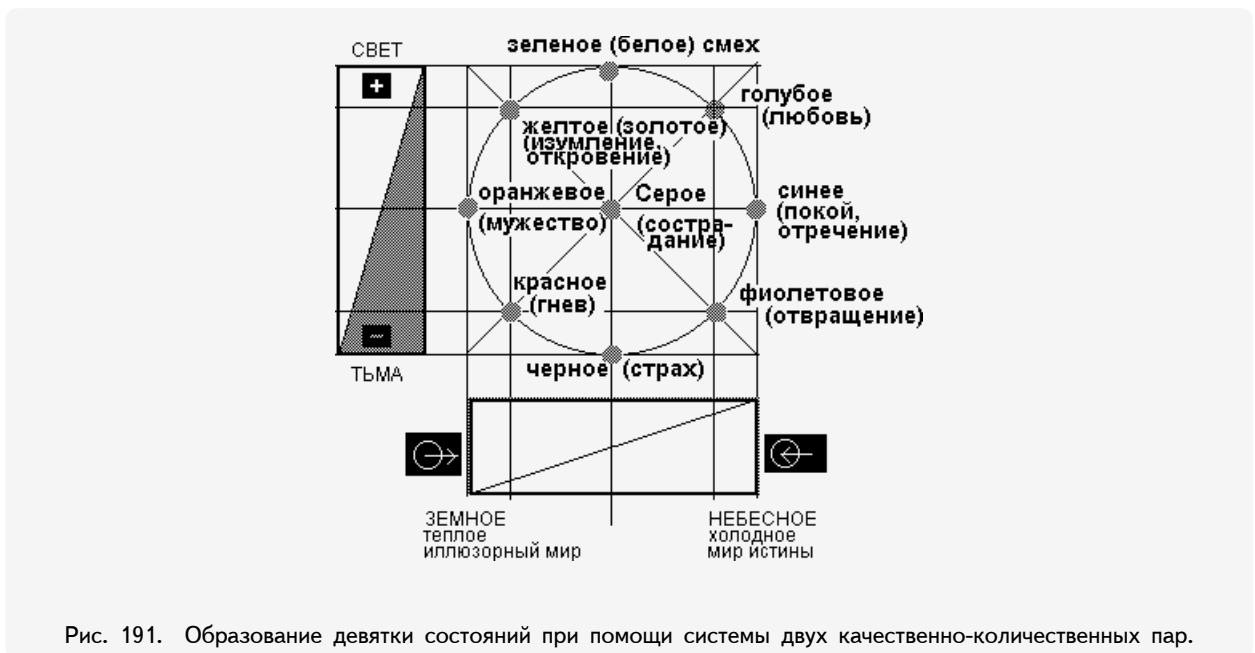 СВЕТ
зеленое (белое) смех
+
голубое
(любовь)
желтое (золотое)
(изумление,
откровение)
оранжевое
Серое
синее
(мужество)
(состра-
дание)
(покой,
отречение)
красное
(гнев)
фиолетовое
(отвращение)
–
ТЬМА
черное (страх)
ЗЕМНОЕ
теплое
иллюзорный мир
НЕБЕСНОЕ
холодное
мир истины
Рис. 191. Образование девятки состояний при помощи системы двух качественно-количественных пар.